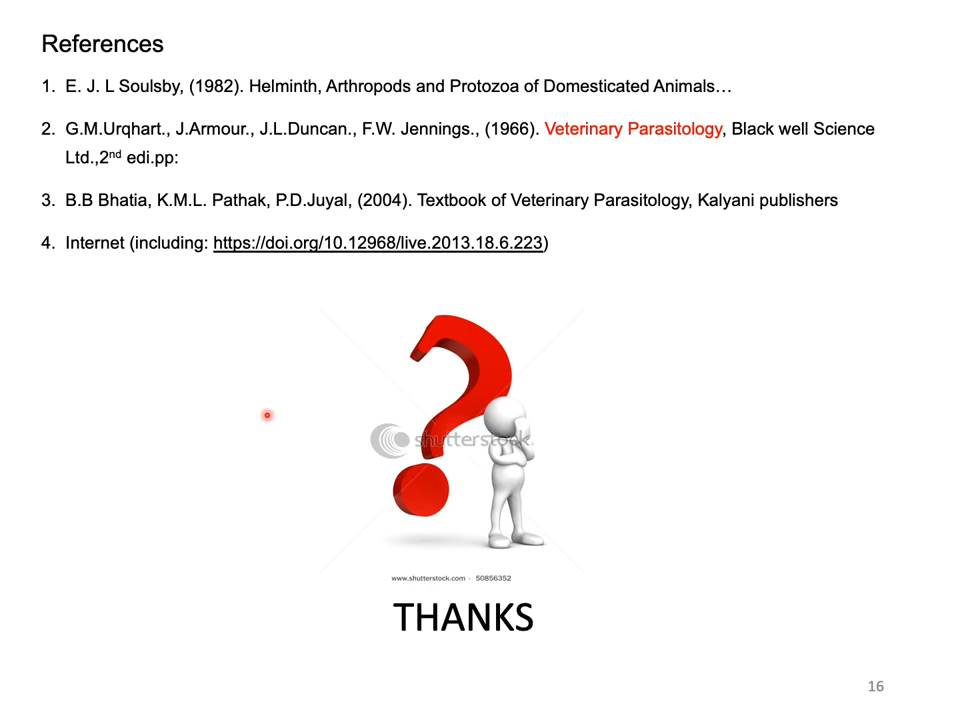 References
1. E. J. L Soulsby, (1982). Helminth, Arthropods and Protozoa of Domesticated Animals…
2. G.M.Urqhart., J.Armour., J.L.Duncan., F.W. Jennings., (1966). Veterinary Parasitology, Black well Science
Ltd.,2nd edi.pp:
3. B.B Bhatia, K.M.L. Pathak, P.D.Juyal, (2004). Textbook of Veterinary Parasitology, Kalyani publishers
4. Internet (including: https://doi.org/10.12968/live.2013.18.6.223)
shutterstock
www.shutterstock.com · 50856352
THANKS
16